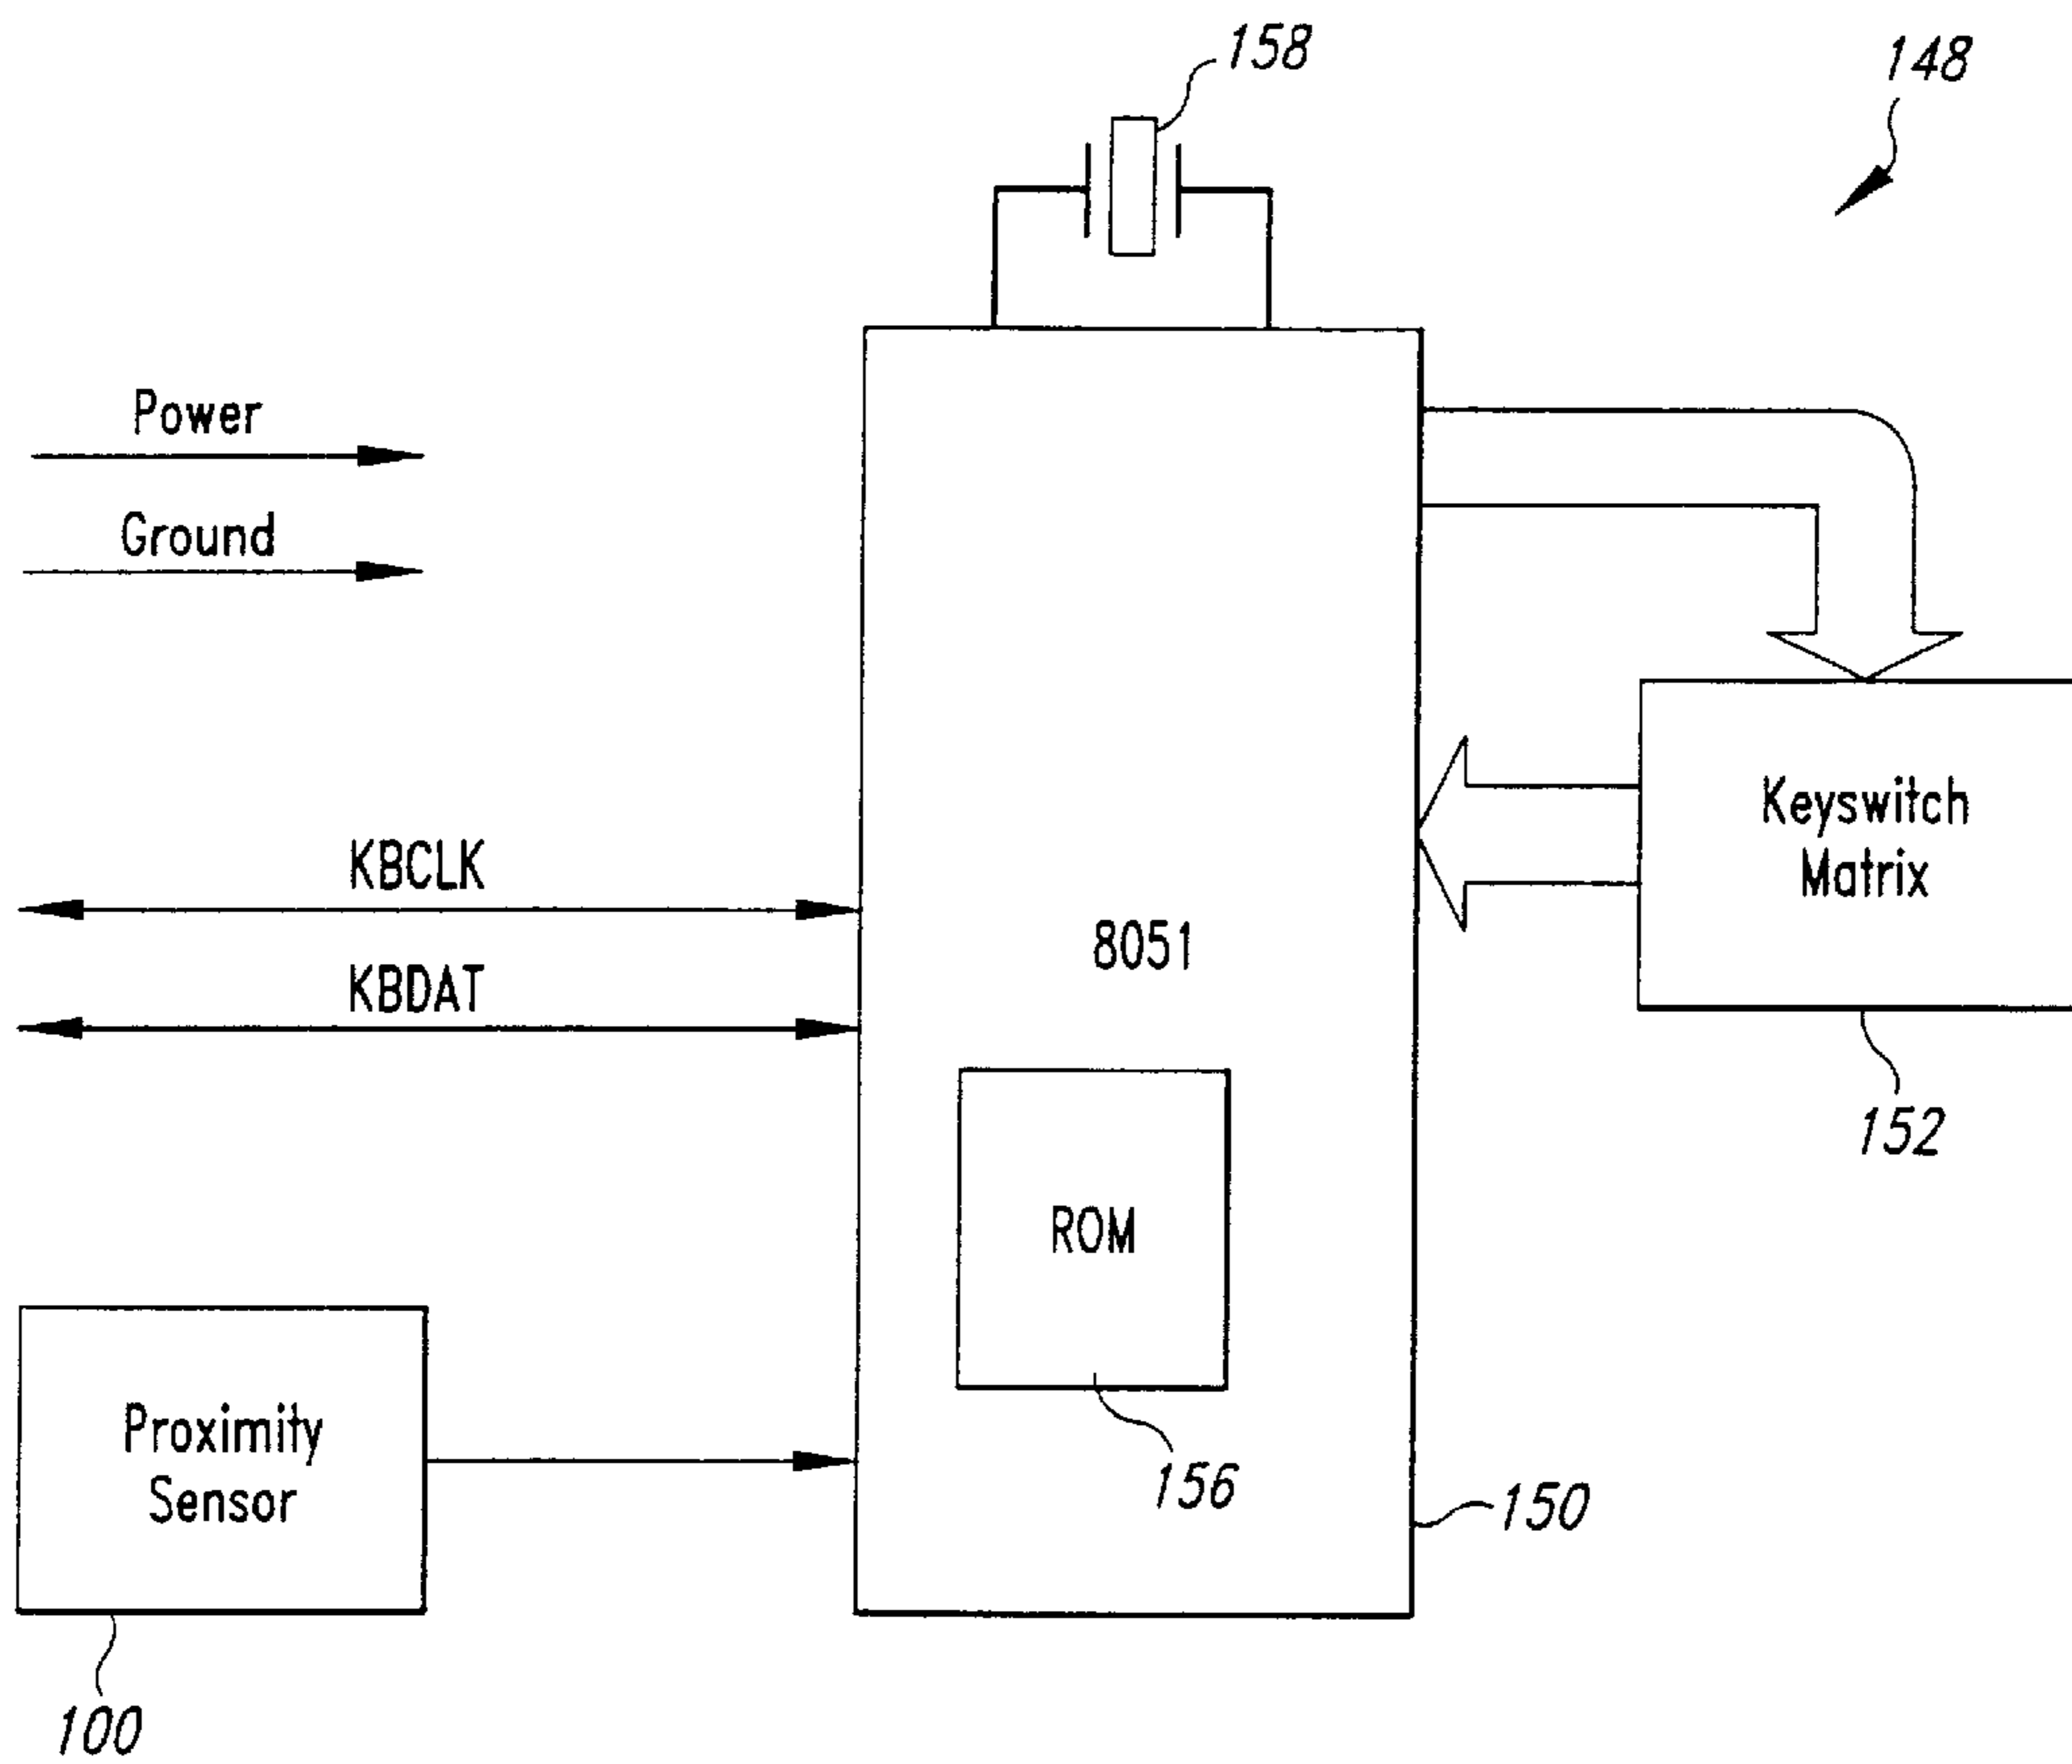 158
148
Power
Ground
KBCLK
KBDAT
8051
Keyswitch
Matrix
152
ROM
156
150
Proximity
Sensor
100